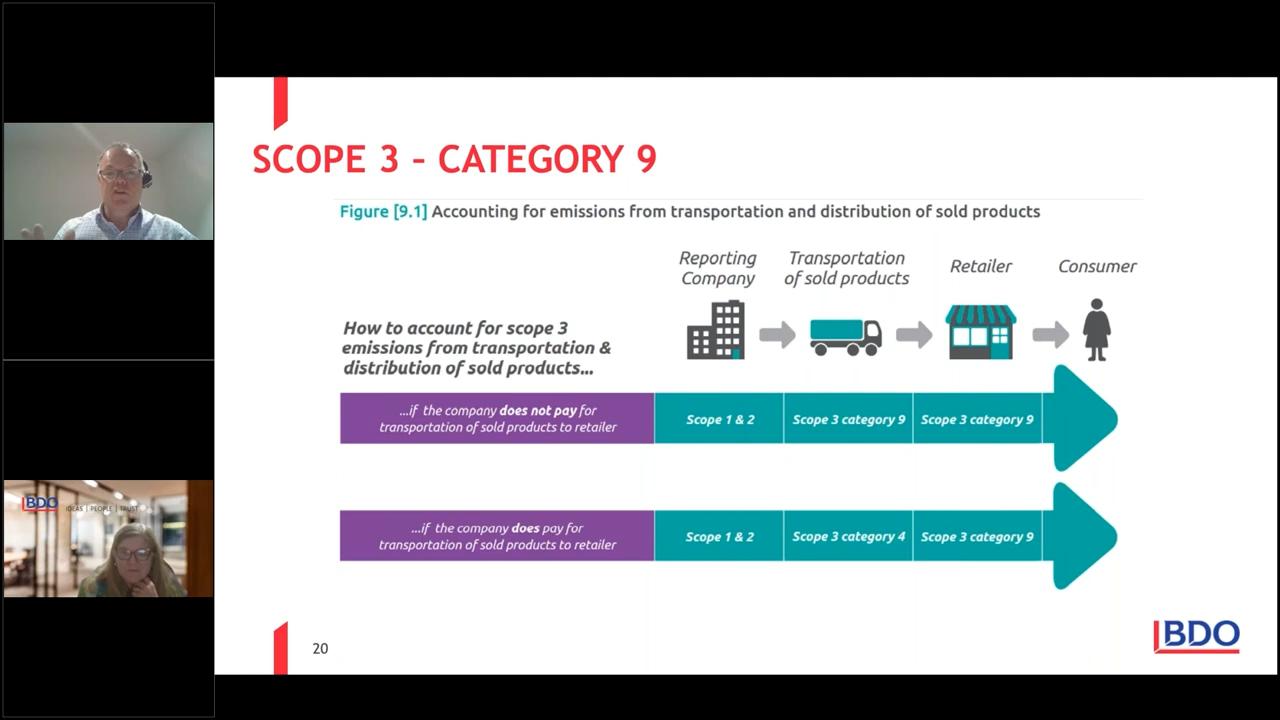 SCOPE 3 – CATEGORY 9
Figure [9.1] Accounting for emissions from transportation and distribution of sold products
Reporting
Company
Transportation
of sold products
Retailer
Consumer
How to account for scope 3
emissions from transportation &
distribution of sold products...
...if the company does not pay for
transportation of sold products to retailer
Scope 1 & 2
Scope 3 category 9
Scope 3 category 9
...if the company does pay for
transportation of sold products to retailer
Scope 1 & 2
Scope 3 category 4
Scope 3 category 9
20
BDO
BDO
IDEAS | PEOPLE | TRUST